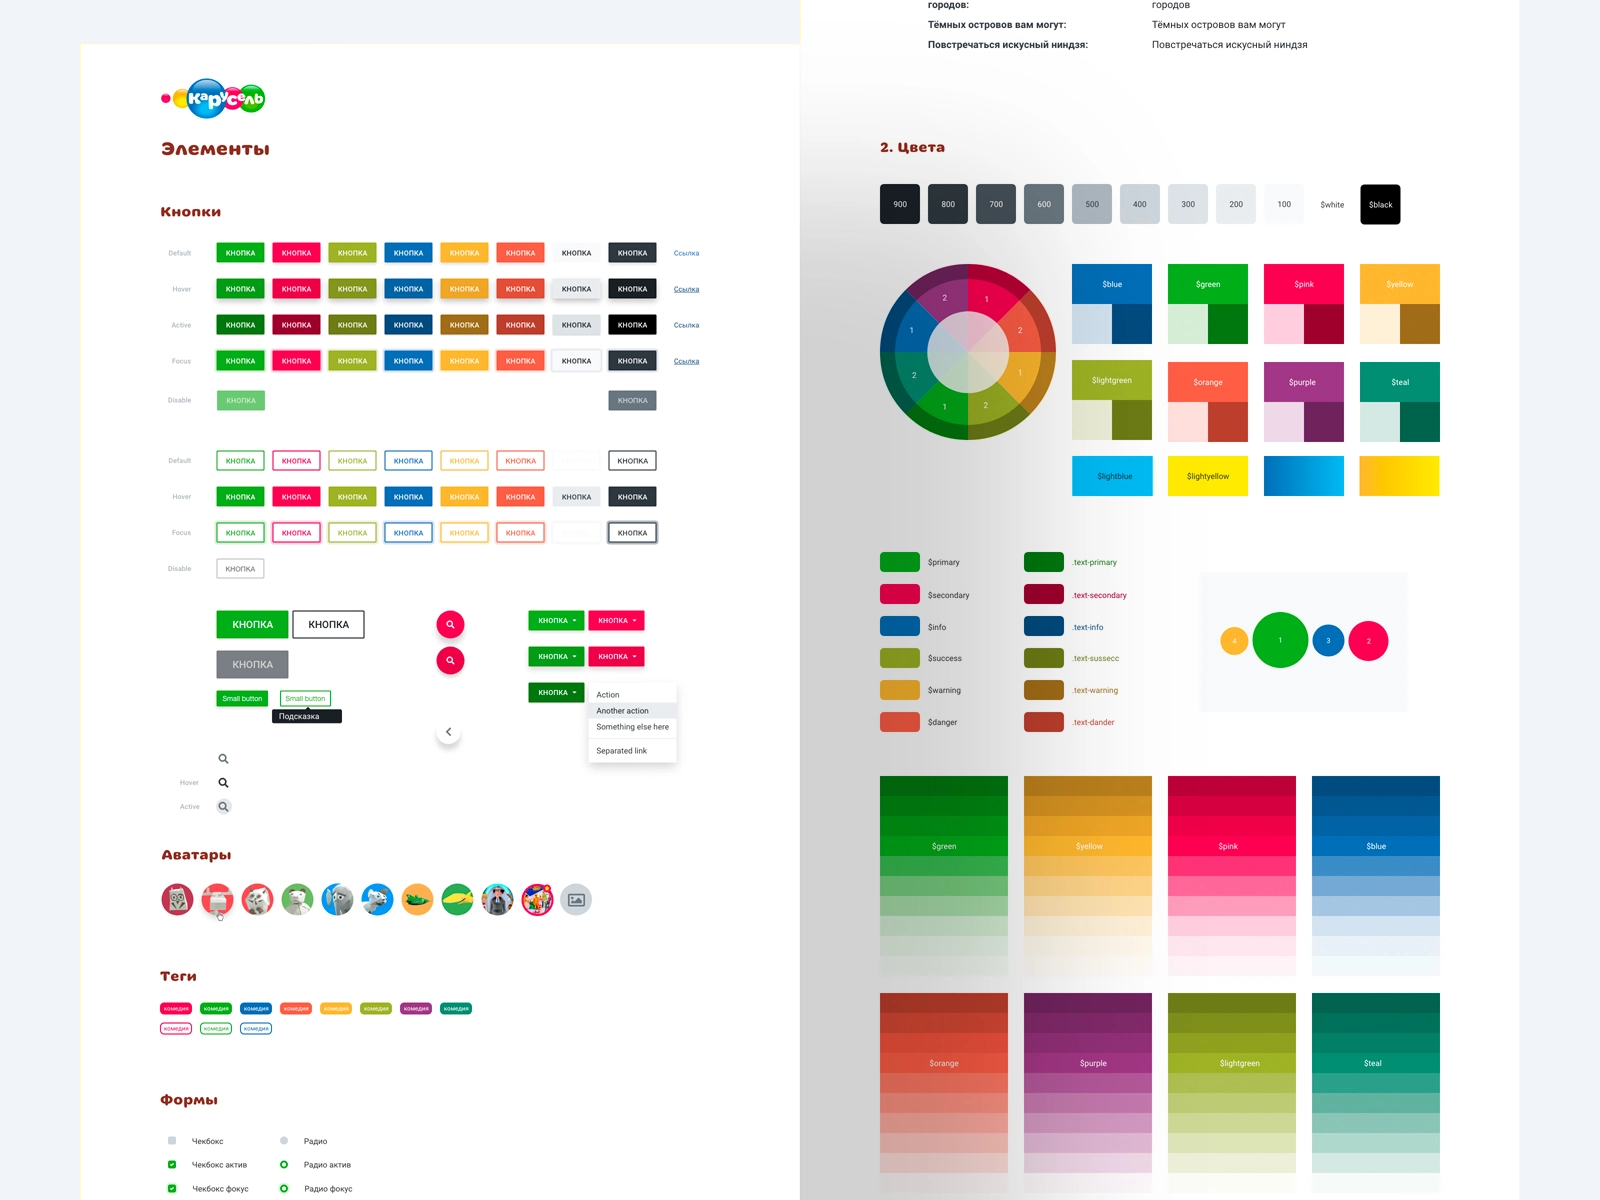 Карусель
Элементы
Кнопки
Default
КНОПКА КНОПКА КНОПКА КНОПКА КНОПКА КНОПКА КНОПКА КНОПКА Ссылка
Hover
КНОПКА КНОПКА КНОПКА КНОПКА КНОПКА КНОПКА КНОПКА КНОПКА Ссылка
Active
КНОПКА КНОПКА КНОПКА КНОПКА КНОПКА КНОПКА КНОПКА КНОПКА Ссылка
Focus
КНОПКА КНОПКА КНОПКА КНОПКА КНОПКА КНОПКА КНОПКА КНОПКА Ссылка
Disable
КНОПКА КНОПКА
Default
КНОПКА КНОПКА КНОПКА КНОПКА КНОПКА КНОПКА КНОПКА
Hover
КНОПКА КНОПКА КНОПКА КНОПКА КНОПКА КНОПКА КНОПКА КНОПКА
Focus
КНОПКА КНОПКА КНОПКА КНОПКА КНОПКА КНОПКА КНОПКА
Disable
КНОПКА
КНОПКА КНОПКА
КНОПКА
Small button Small button
Подсказка
КНОПКА КНОПКА
КНОПКА КНОПКА
КНОПКА
Action
Another action
Something else here
Separated link
Hover
Active
Аватары
Теги
комедия комедия комедия комедия комедия комедия комедия комедия
комедия комедия комедия
Формы
Чекбокс Радио
Чекбокс актив Радио актив
Чекбокс фокус Радио фокус
городов: городов
Тёмных островов вам могут: Тёмных островов вам могут
Повстречаться искусный ниндзя: Повстречаться искусный ниндзя
2. Цвета
900 800 700 600 500 400 300 200 100 $white $black
2 1
1 2
2 1
1 2
$blue $green $pink $yellow
$lightgreen $orange $purple $teal
$lightblue $lightyellow
$primary .text-primary
$secondary .text-secondary
$info .text-info
$success .text-sussecc
$warning .text-warning
$danger .text-dander
4 1 3 2
$green $yellow $pink $blue
$orange $purple $lightgreen $teal